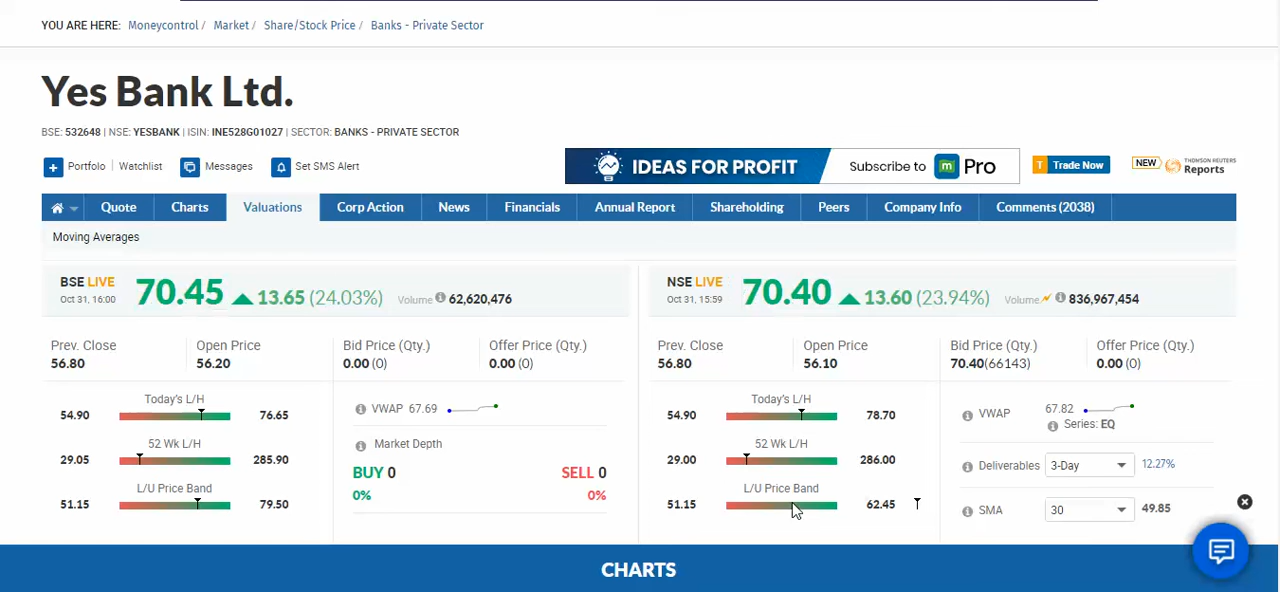 YOU ARE HERE: Moneycontrol / Market / Share/Stock Price / Banks - Private Sector
Yes Bank Ltd.
BSE: 532648 | NSE: YESBANK | ISIN: INE528G01027 | SECTOR: BANKS - PRIVATE SECTOR
Portfolo | Watchlist Messages Set SMS Alert
IDEAS FOR PROFIT Subscribe to m Pro
T Trade Now
NEW THOMSON REUTERS
Reports
Quote Charts Valuations Corp Action News Financials Annual Report Shareholding Peers Company Info Comments (2038)
Moving Averages
BSE LIVE
Oct 31, 16:00
70.45 13.65 (24.03%) Volume 62,620,476
Prev. Close
56.80
Open Price
56.20
Bid Price (Qty.)
0.00 (0)
Offer Price (Qty.)
0.00 (0)
Today's L/H
54.90 76.65
52 Wk L/H
29.05 285.90
L/U Price Band
51.15 79.50
VWAP 67.69
Market Depth
BUY 0 SELL 0
0% 0%
NSE LIVE
Oct 31, 15:59
70.40 13.60 (23.94%) Volume 836,967,454
Prev. Close
56.80
Open Price
56.10
Bid Price (Qty.)
70.40(66143)
Offer Price (Qty.)
0.00 (0)
Today's L/H
54.90 78.70
52 Wk L/H
29.00 286.00
L/U Price Band
51.15 62.45
VWAP 67.82
Series: EQ
Deliverables 3-Day 12.27%
SMA 30 49.85
CHARTS